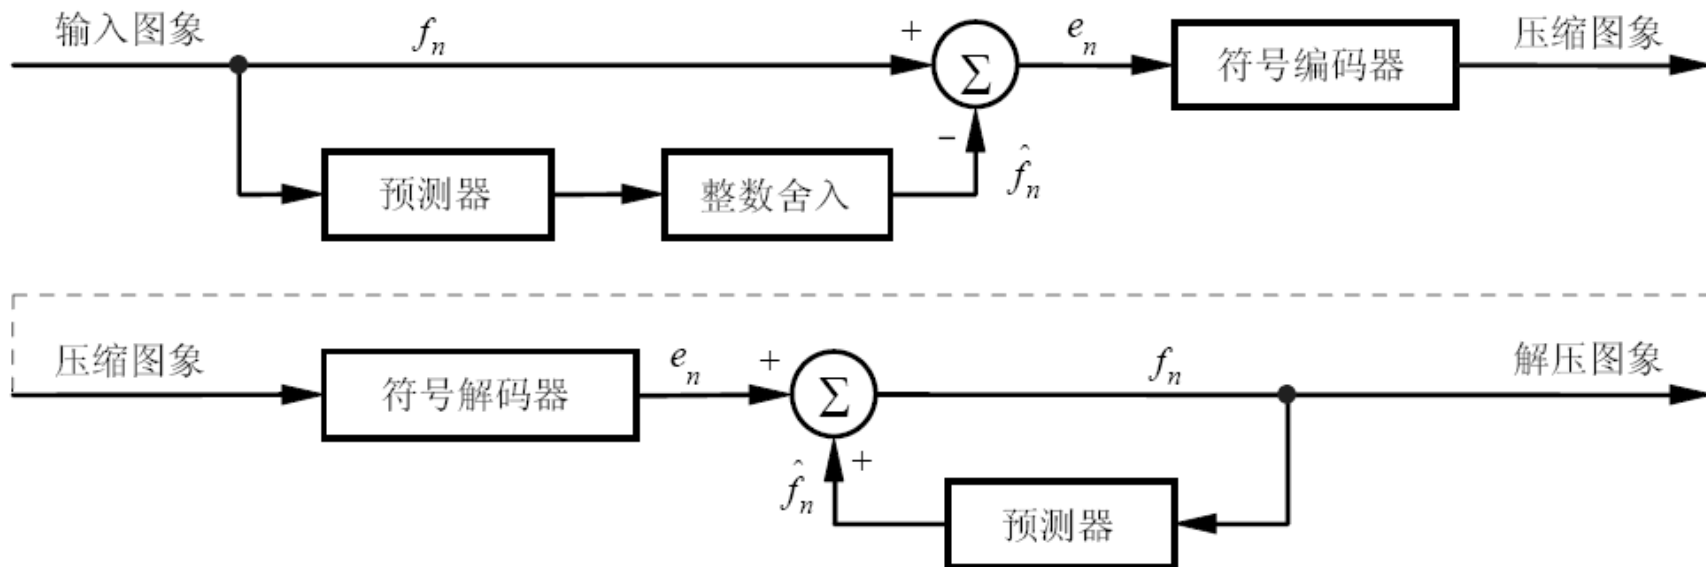 输入图象 f_n + Σ e_n 符号编码器 压缩图象
预测器 整数舍入 − \hat{f}_n
压缩图象 符号解码器 e_n + Σ f_n 解压图象
\hat{f}_n + 预测器